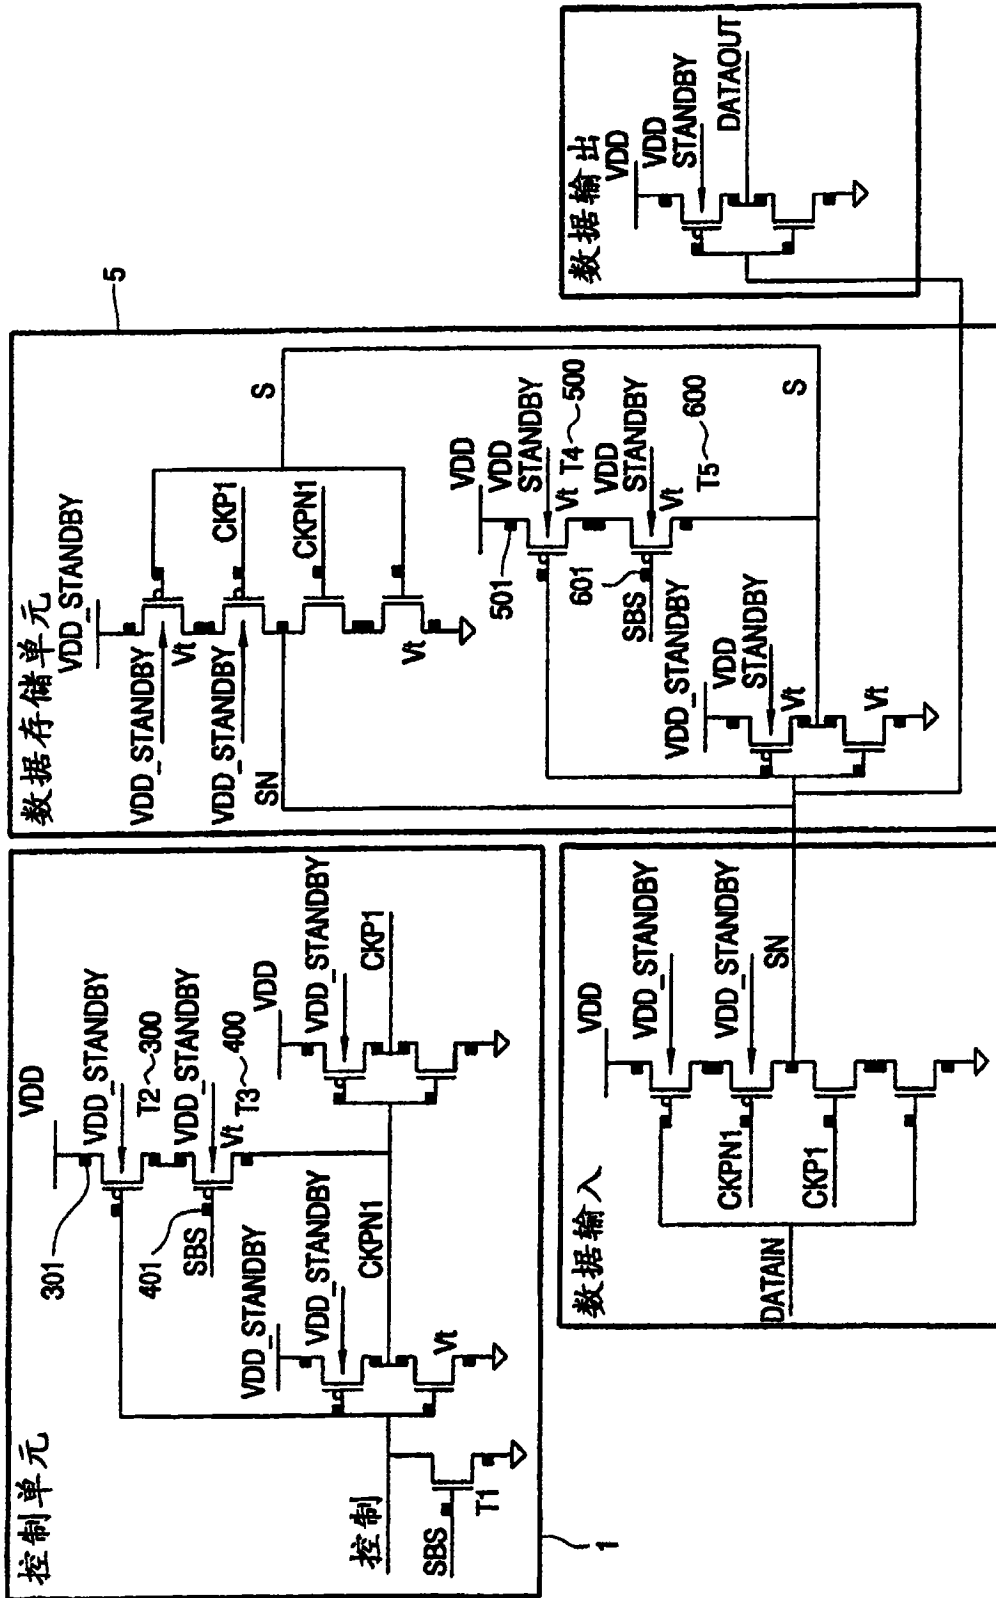 控制单元
VDD
301
VDD_STANDBY
T2
300
VDD_STANDBY
401
SBS
Vt
T3
400
VDD_STANDBY
VDD_STANDBY
VDD
VDD_STANDBY
控制
CKPN1
CKP1
Vt
SBS
T1
1
数据存储单元
5
VDD_STANDBY
VDD_STANDBY
Vt
VDD_STANDBY
CKP1
SN
CKPN1
Vt
S
VDD
501
VDD
STANDBY
Vt
T4
500
601
SBS
VDD
STANDBY
Vt
T5
600
VDD_STANDBY
VDD
STANDBY
Vt
Vt
S
数据输入
VDD
VDD_STANDBY
CKPN1
VDD_STANDBY
DATAIN
SN
CKP1
数据输出
VDD
VDD
STANDBY
DATAOUT